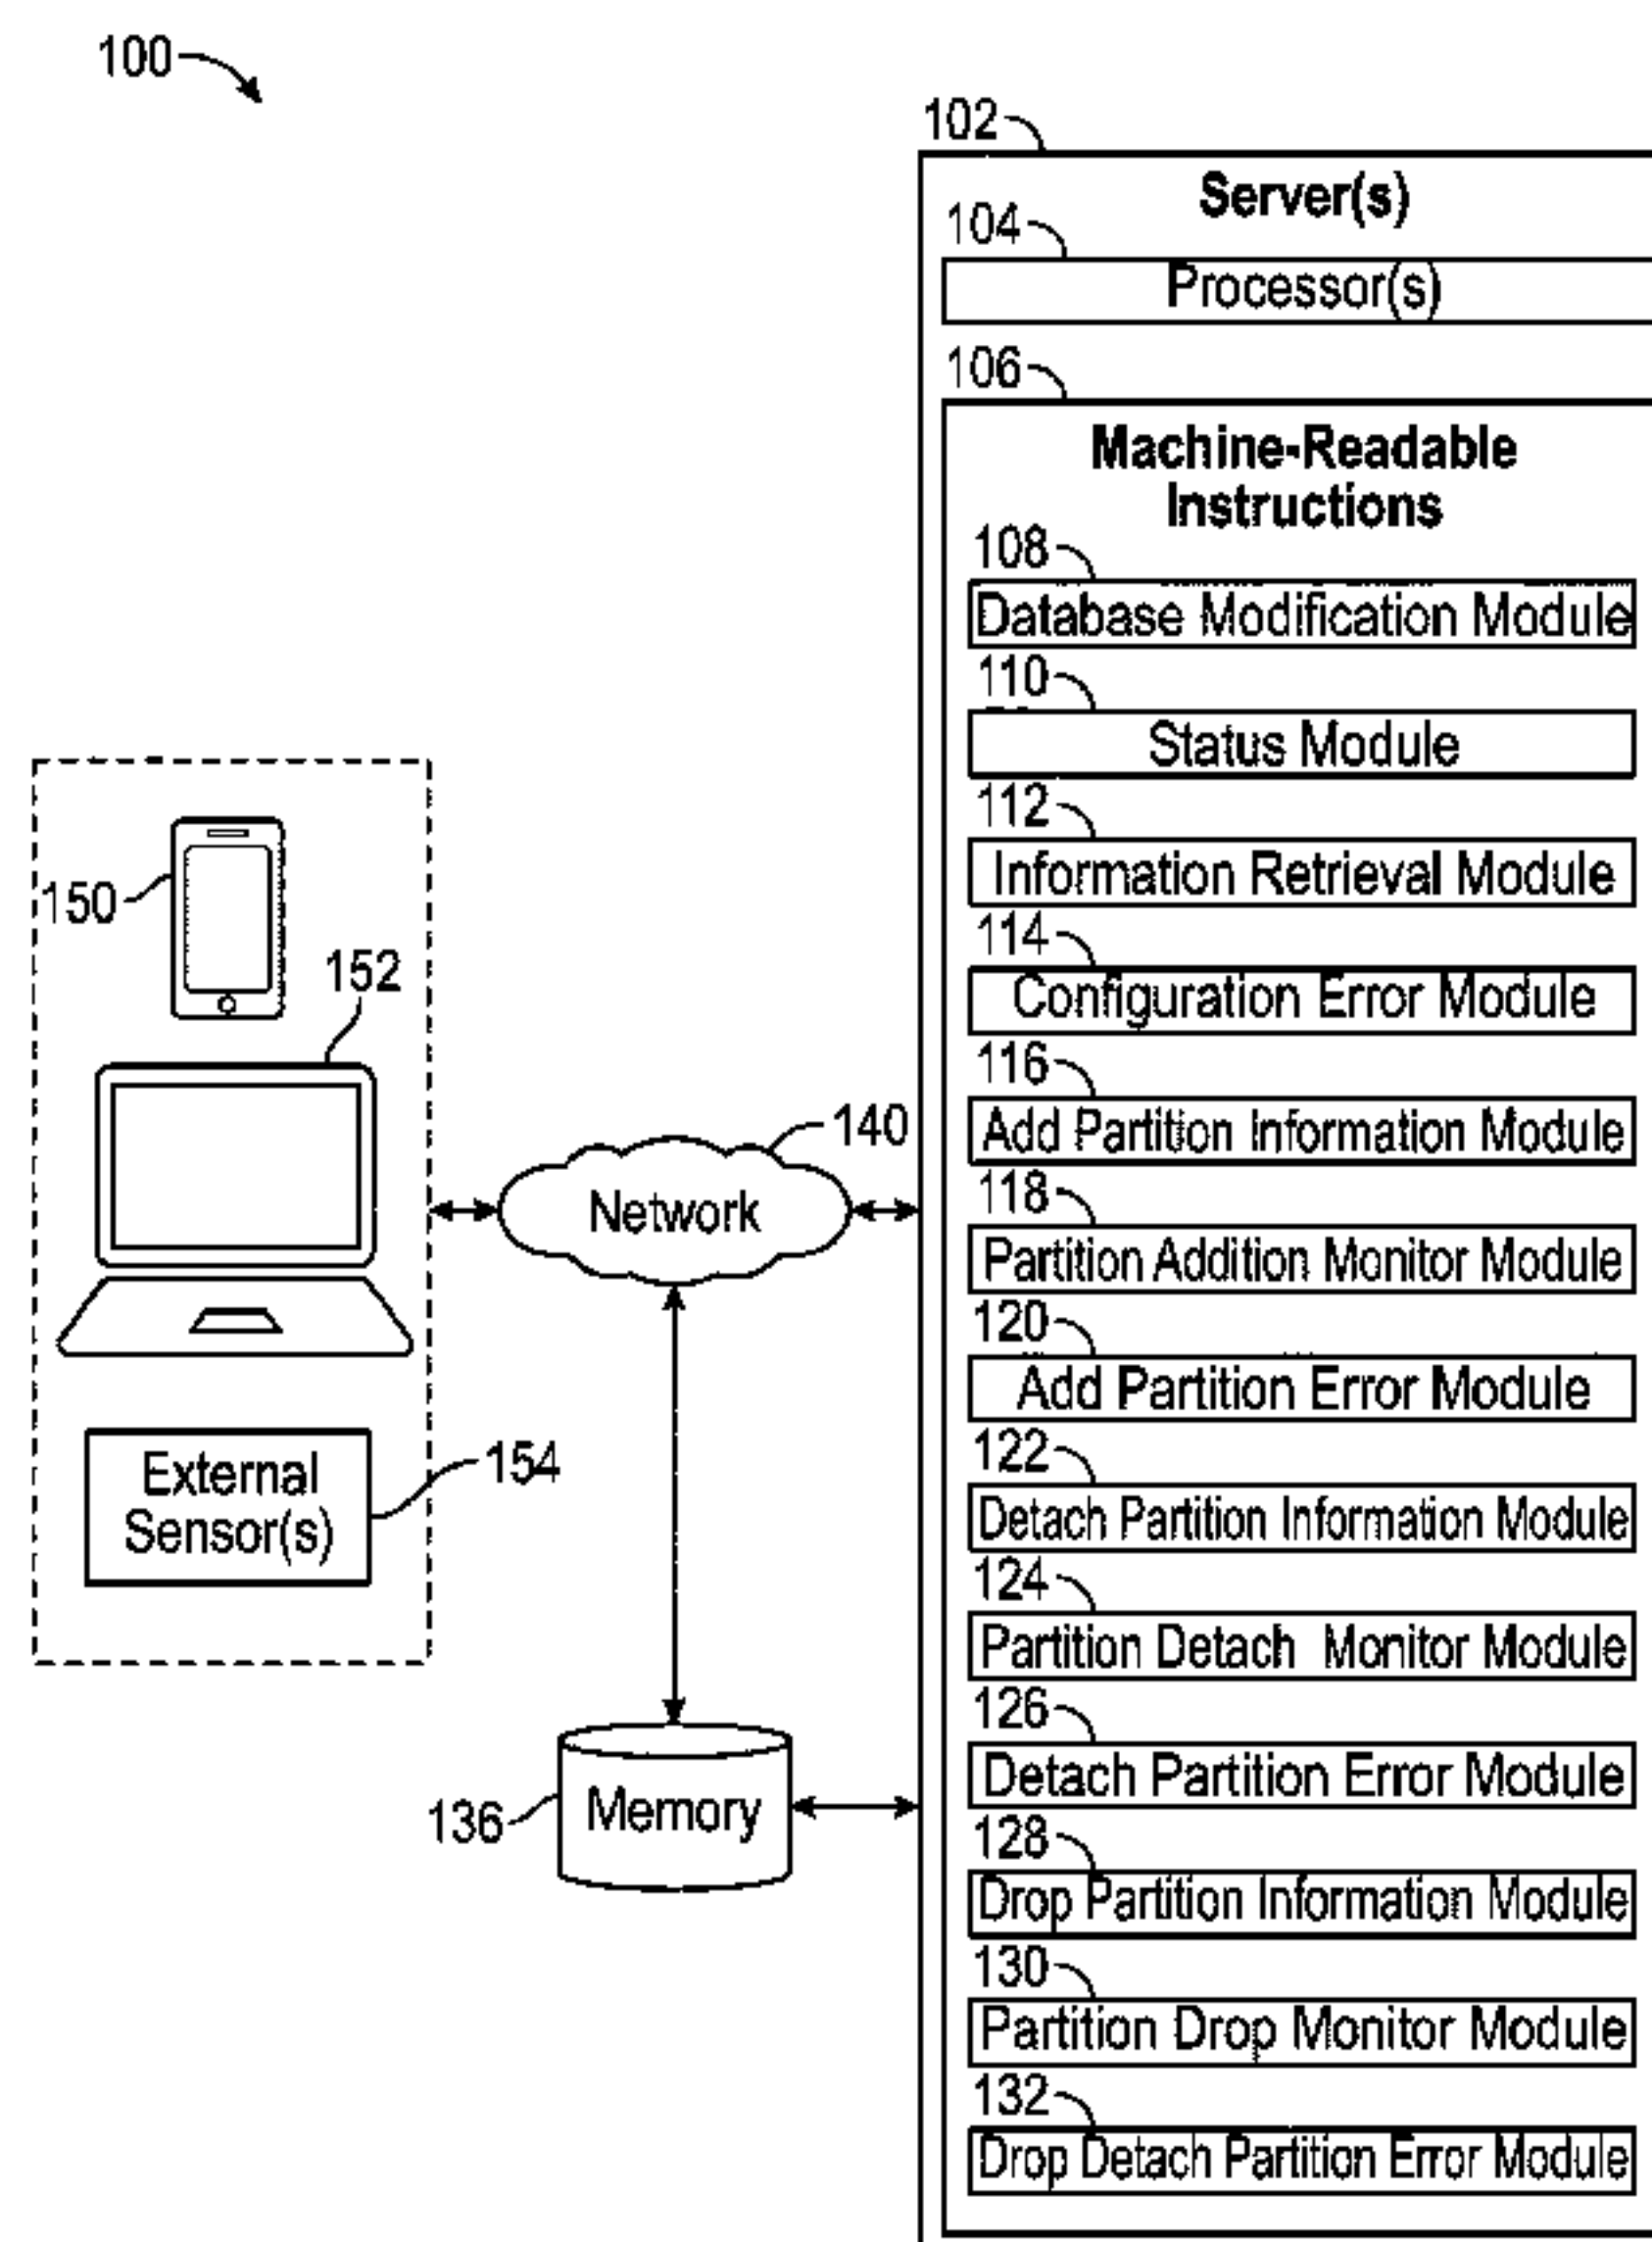 100
102
Server(s)
104
Processor(s)
106
Machine-Readable
Instructions
108
Database Modification Module
110
Status Module
112
Information Retrieval Module
114
Configuration Error Module
116
Add Partition Information Module
118
Partition Addition Monitor Module
120
Add Partition Error Module
122
Detach Partition Information Module
124
Partition Detach Monitor Module
126
Detach Partition Error Module
128
Drop Partition Information Module
130
Partition Drop Monitor Module
132
Drop Detach Partition Error Module
150
152
External
Sensor(s)
154
140
Network
136
Memory